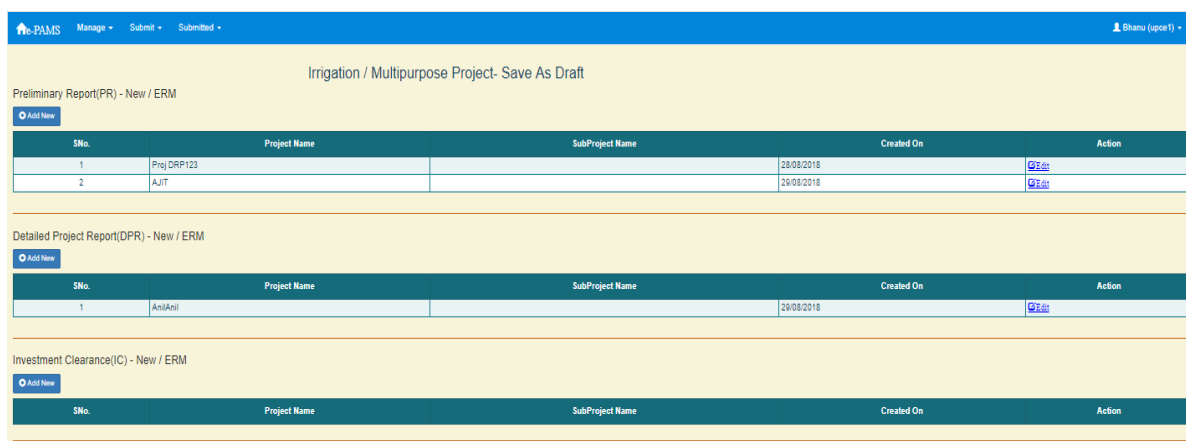 e-PAMS Manage Submit Submitted Bhanu (upce1)
Irrigation / Multipurpose Project- Save As Draft
Preliminary Report(PR) - New / ERM
Add New
SNo. Project Name SubProject Name Created On Action
1 Proj DRP123 28/08/2018 Edit
2 AJIT 29/08/2018 Edit
Detailed Project Report(DPR) - New / ERM
Add New
SNo. Project Name SubProject Name Created On Action
1 AnilAnil 29/08/2018 Edit
Investment Clearance(IC) - New / ERM
Add New
SNo. Project Name SubProject Name Created On Action